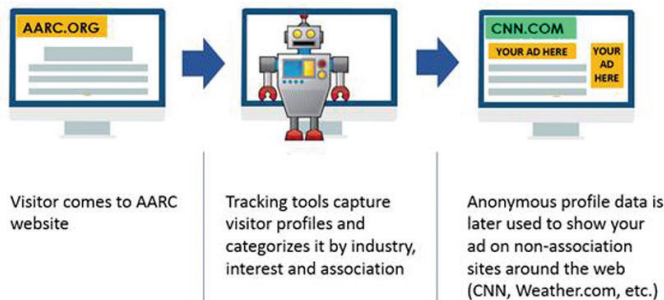 AARC.ORG
CNN.COM
YOUR AD HERE
YOUR
AD
HERE
Visitor comes to AARC
website
Tracking tools capture
visitor profiles and
categorizes it by industry,
interest and association
Anonymous profile data is
later used to show your
ad on non-association
sites around the web
(CNN, Weather.com, etc.)